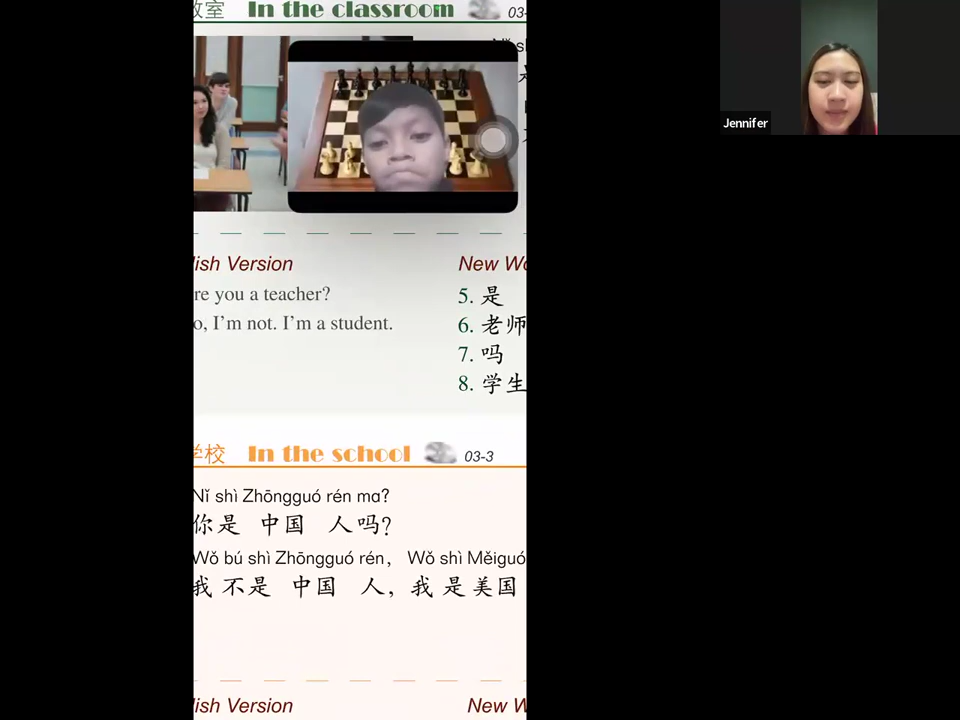 教室 In the classroom 03-
Jennifer
lish Version
New Wo
re you a teacher?
5. 是
o, I'm not. I'm a student.
6. 老师
7. 吗
8. 学生
学校 In the school 03-3
Nǐ shì Zhōngguó rén ma?
你是 中国 人吗?
Wǒ bú shì Zhōngguó rén, Wǒ shì Měiguó
我 不是 中国 人, 我 是 美国
lish Version
New W